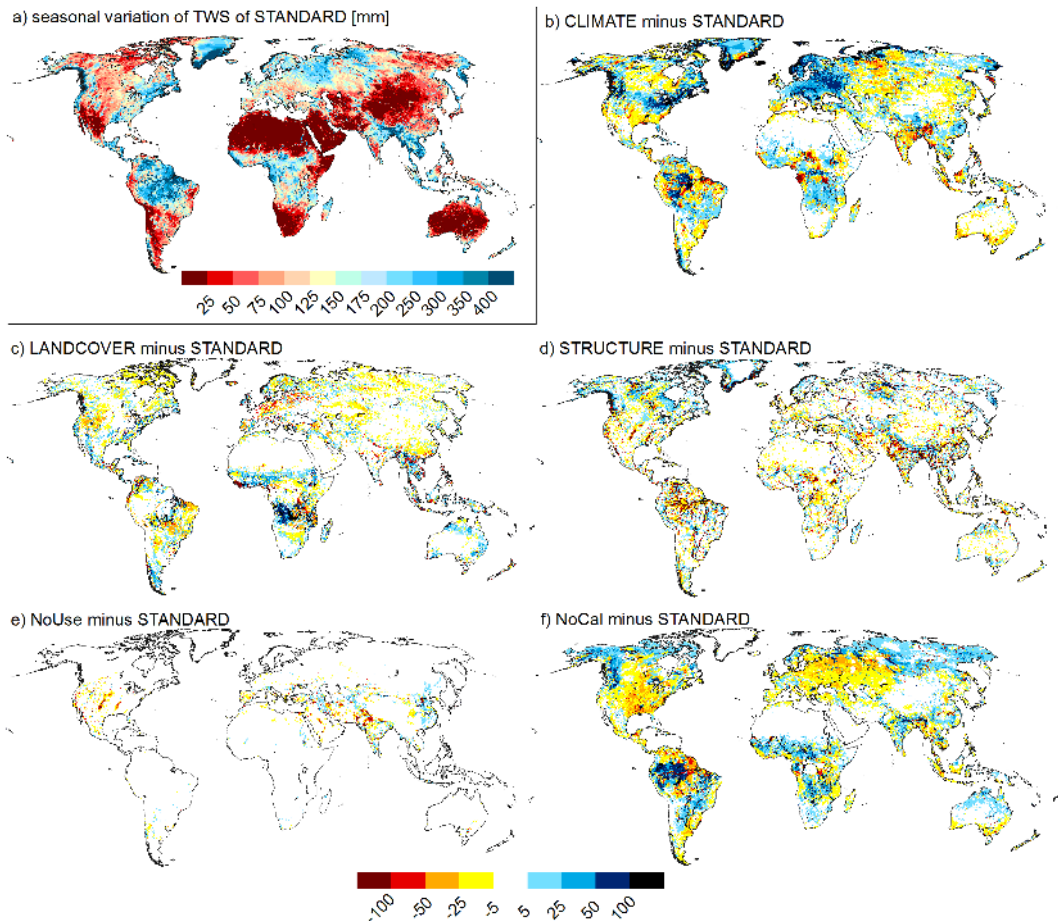 a) seasonal variation of TWS of STANDARD [mm]
b) CLIMATE minus STANDARD
25 50 75 100 125 150 175 200 250 300 350 400
c) LANDCOVER minus STANDARD
d) STRUCTURE minus STANDARD
e) NoUse minus STANDARD
f) NoCal minus STANDARD
-100 -50 -25 -5 5 25 50 100